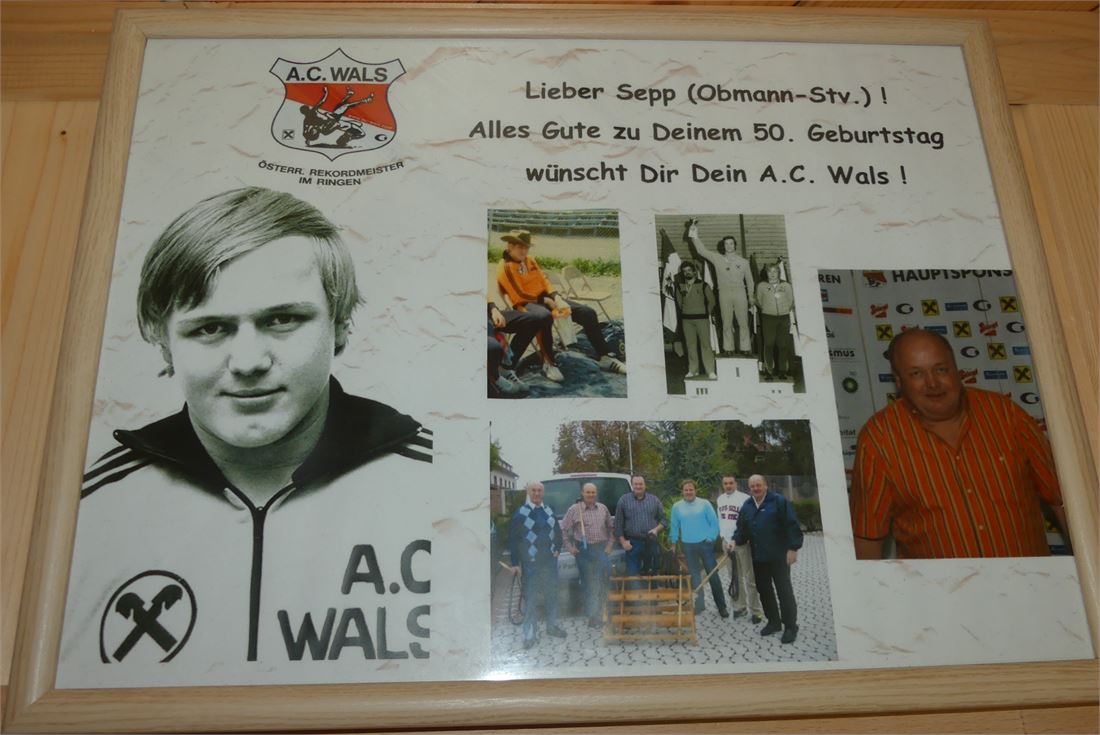 A.C. WALS
ÖSTERR. REKORDMEISTER
IM RINGEN
Lieber Sepp (Obmann-Stv.) !
Alles Gute zu Deinem 50. Geburtstag
wünscht Dir Dein A.C. Wals !
A.C
WALS
HAUPTSPONS